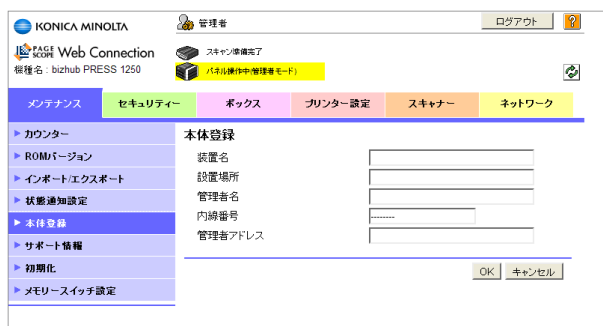 KONICA MINOLTA
管理者
ログアウト
?
PAGE SCOPE Web Connection
スキャン準備完了
機種名 : bizhub PRESS 1250
パネル操作中(管理者モード)
メンテナンス
セキュリティー
ボックス
プリンター設定
スキャナー
ネットワーク
カウンター
ROMバージョン
インポート/エクスポート
状態通知設定
本体登録
サポート情報
初期化
メモリースイッチ設定
本体登録
装置名
設置場所
管理者名
内線番号
--------
管理者アドレス
OK
キャンセル